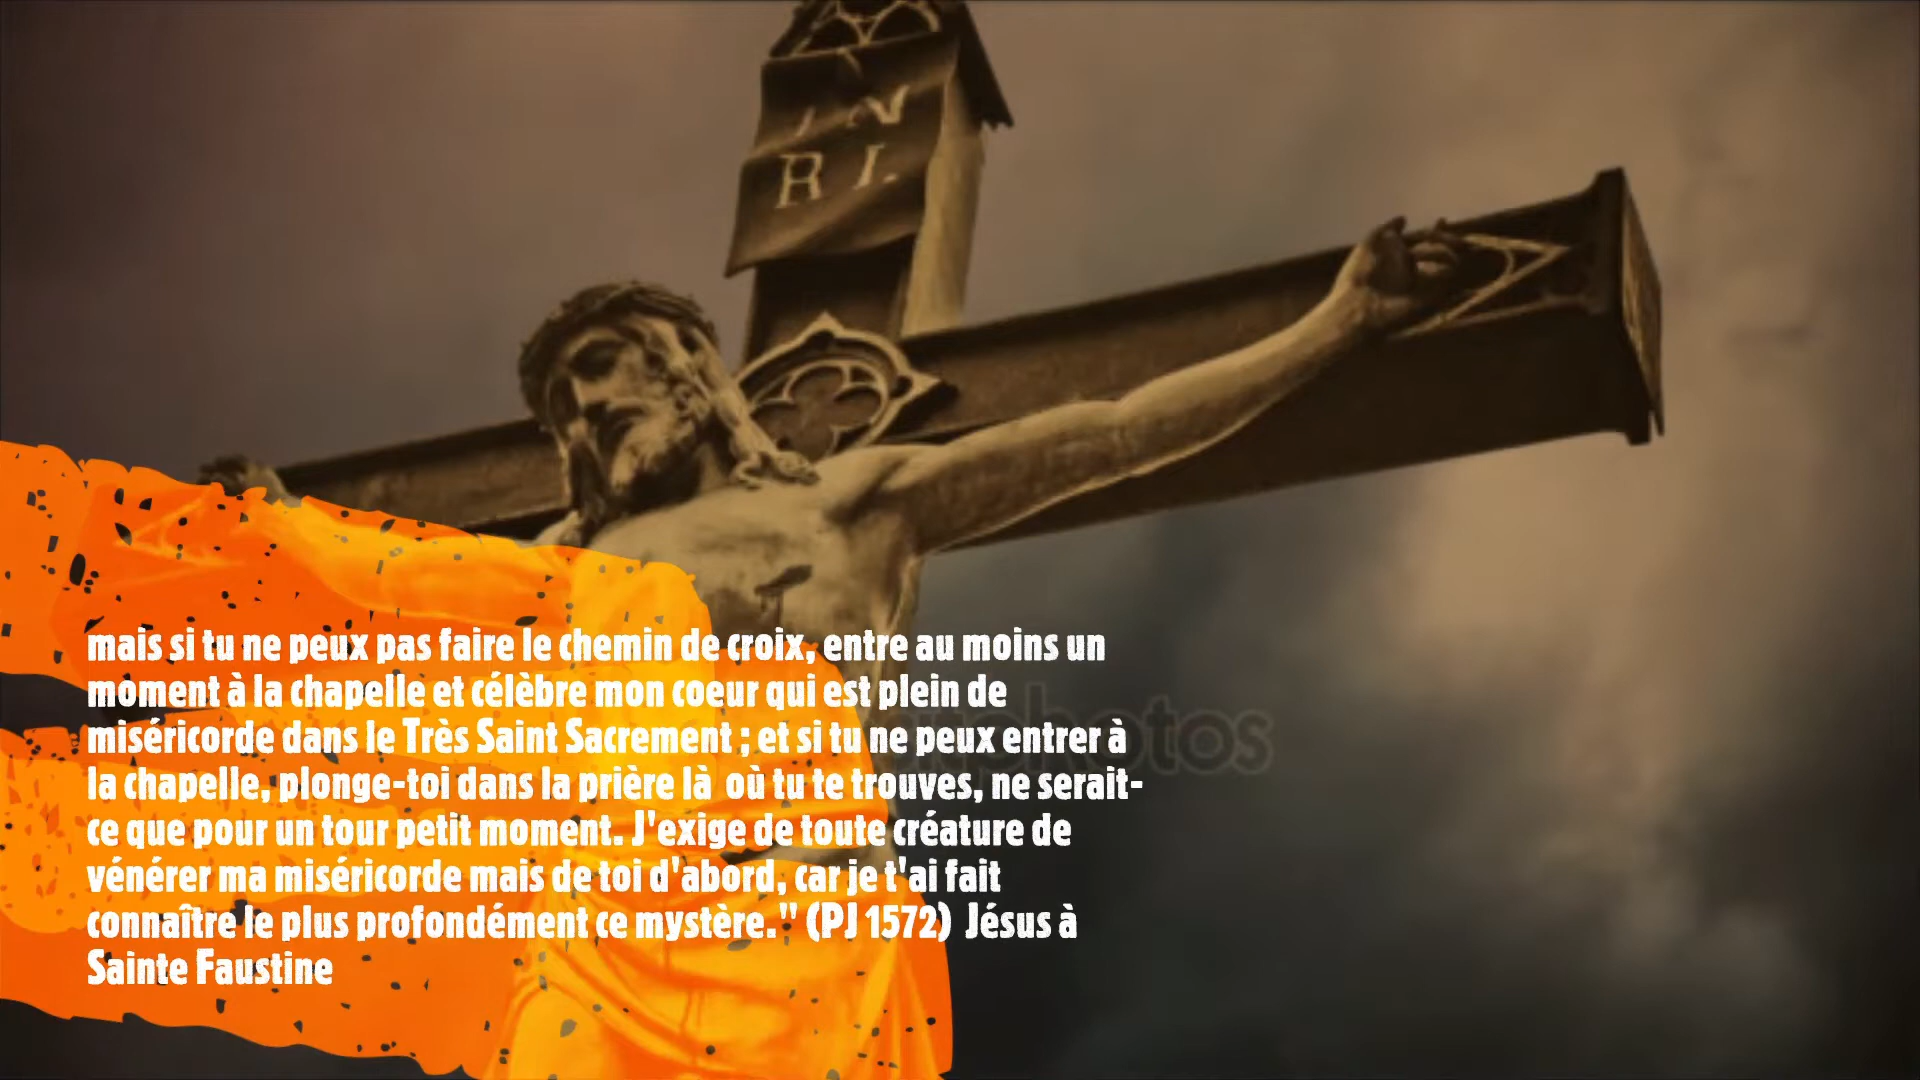 IN
RI.
mais si tu ne peux pas faire le chemin de croix, entre au moins un
moment à la chapelle et célèbre mon coeur qui est plein de
miséricorde dans le Très Saint Sacrement ; et si tu ne peux entrer à
la chapelle, plonge-toi dans la prière là où tu te trouves, ne serait-
ce que pour un tour petit moment. J'exige de toute créature de
vénérer ma miséricorde mais de toi d'abord, car je t'ai fait
connaître le plus profondément ce mystère." (PJ 1572) Jésus à
Sainte Faustine